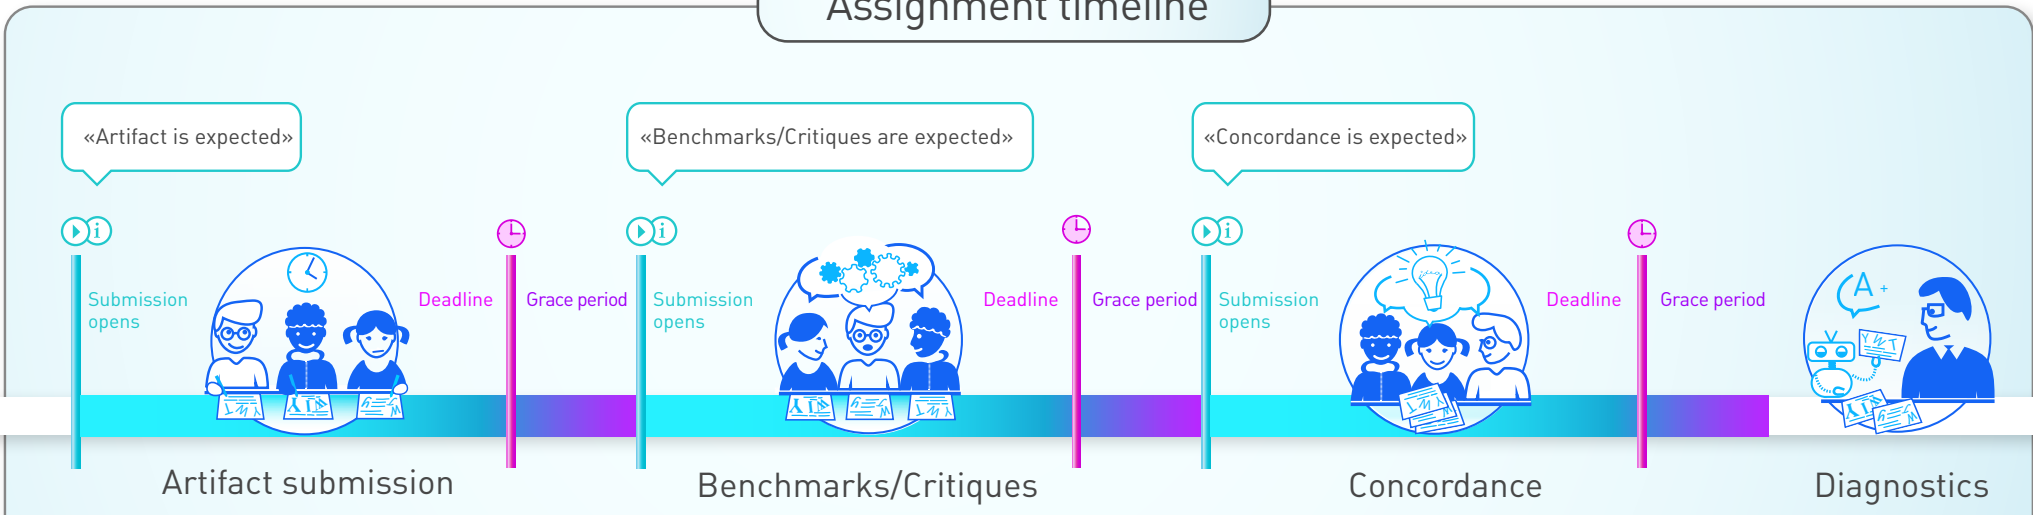 Assignment timeline
«Artifact is expected»
«Benchmarks/Critiques are expected»
«Concordance is expected»
Submission
opens
Deadline
Grace period
Submission
opens
Deadline
Grace period
Submission
opens
Deadline
Grace period
A+
Artifact submission
Benchmarks/Critiques
Concordance
Diagnostics